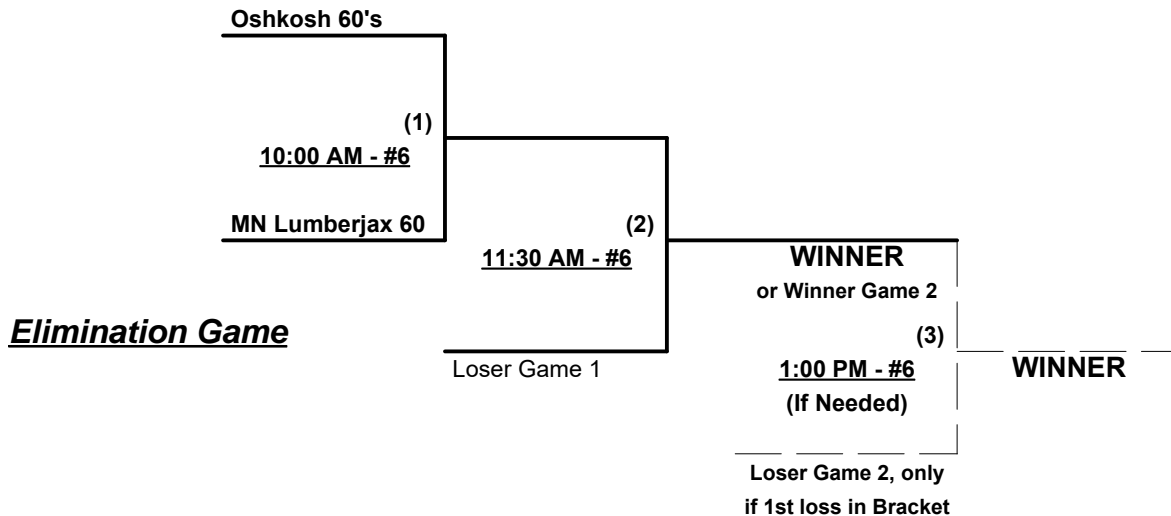 Oshkosh 60's
(1)
10:00 AM - #6
MN Lumberjax 60
(2)
11:30 AM - #6
WINNER
or Winner Game 2
Elimination Game
(3)
Loser Game 1
1:00 PM - #6
WINNER
(If Needed)
Loser Game 2, only
if 1st loss in Bracket